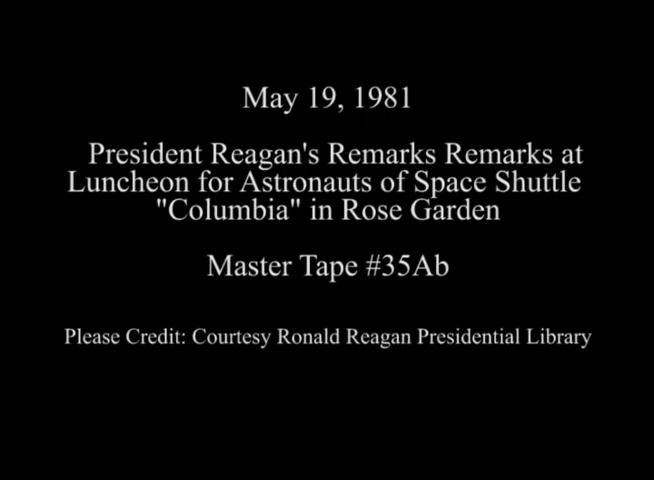 May 19, 1981
President Reagan's Remarks Remarks at
Luncheon for Astronauts of Space Shuttle
"Columbia" in Rose Garden
Master Tape #35Ab
Please Credit: Courtesy Ronald Reagan Presidential Library